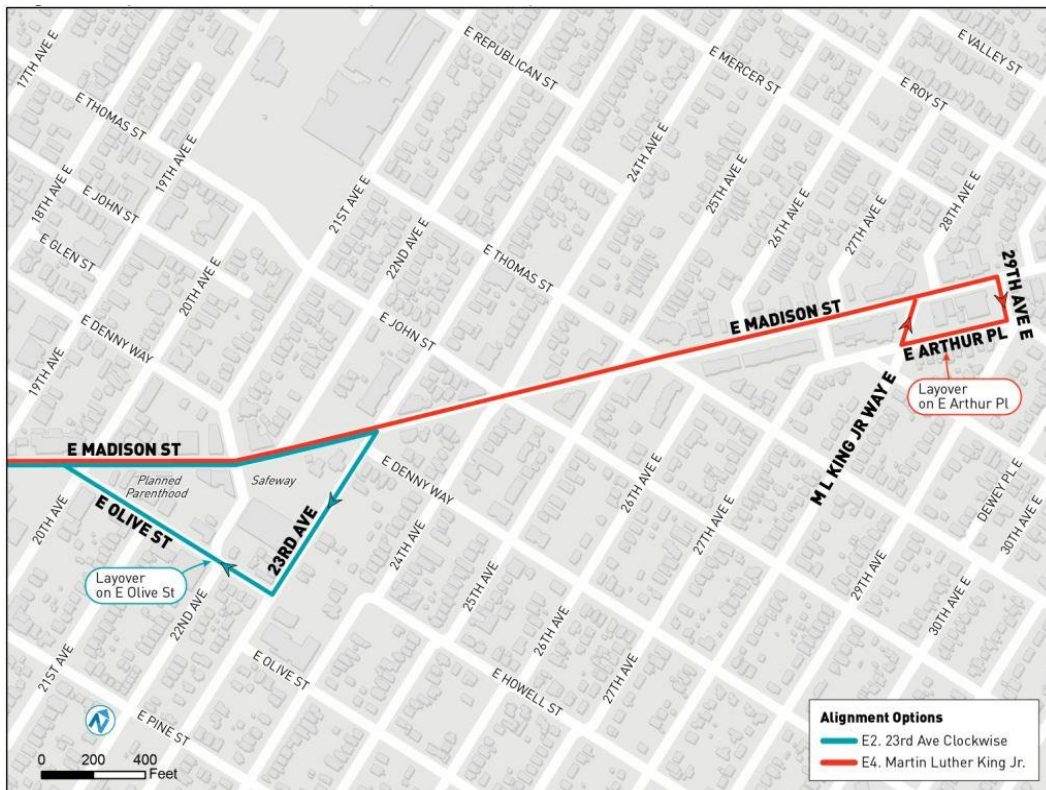 17TH AVE E
E THOMAS ST
19TH AVE E
18TH AVE E
E JOHN ST
E GLEN ST
20TH AVE E
E DENNY WAY
19TH AVE
21ST AVE E
22ND AVE E
E REPUBLICAN ST
E MERCER ST
E VALLEY ST
E ROY ST
24TH AVE E
25TH AVE E
26TH AVE E
27TH AVE E
28TH AVE E
E THOMAS ST
E JOHN ST
E MADISON ST
29TH AVE E
E ARTHUR PL
Layover
on E Arthur Pl
M L KING JR WAY E
E MADISON ST
Planned
Parenthood
Safeway
E DENNY WAY
20TH AVE
E OLIVE ST
23RD AVE
24TH AVE
26TH AVE
27TH AVE E
DEWEY PL E
30TH AVE E
Layover
on E Olive St
22ND AVE
25TH AVE
29TH AVE
30TH AVE E
26TH AVE
21ST AVE
E OLIVE ST
E HOWELL ST
27TH AVE
E PINE ST
N
0 200 400
Feet
Alignment Options
E2. 23rd Ave Clockwise
E4. Martin Luther King Jr.